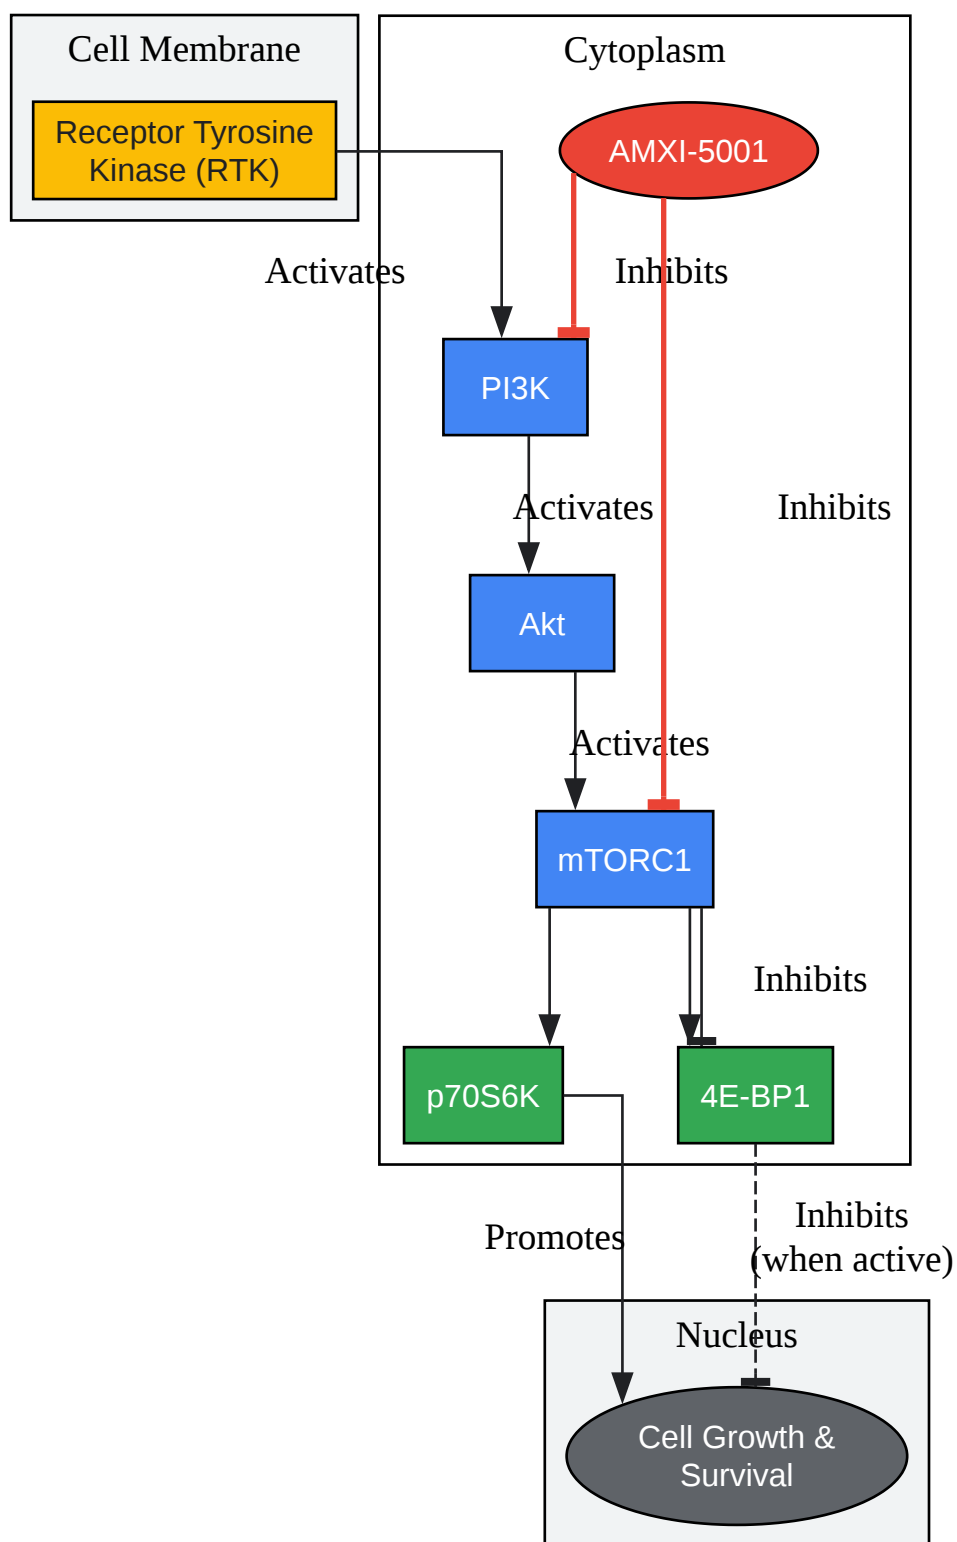 Cell Membrane
Cytoplasm
Receptor Tyrosine
Kinase (RTK)
AMXI-5001
Activates
Inhibits
PI3K
Activates
Inhibits
Akt
Activates
mTORC1
Inhibits
p70S6K
4E-BP1
Promotes
Inhibits
(when active)
Nucleus
Cell Growth &
Survival